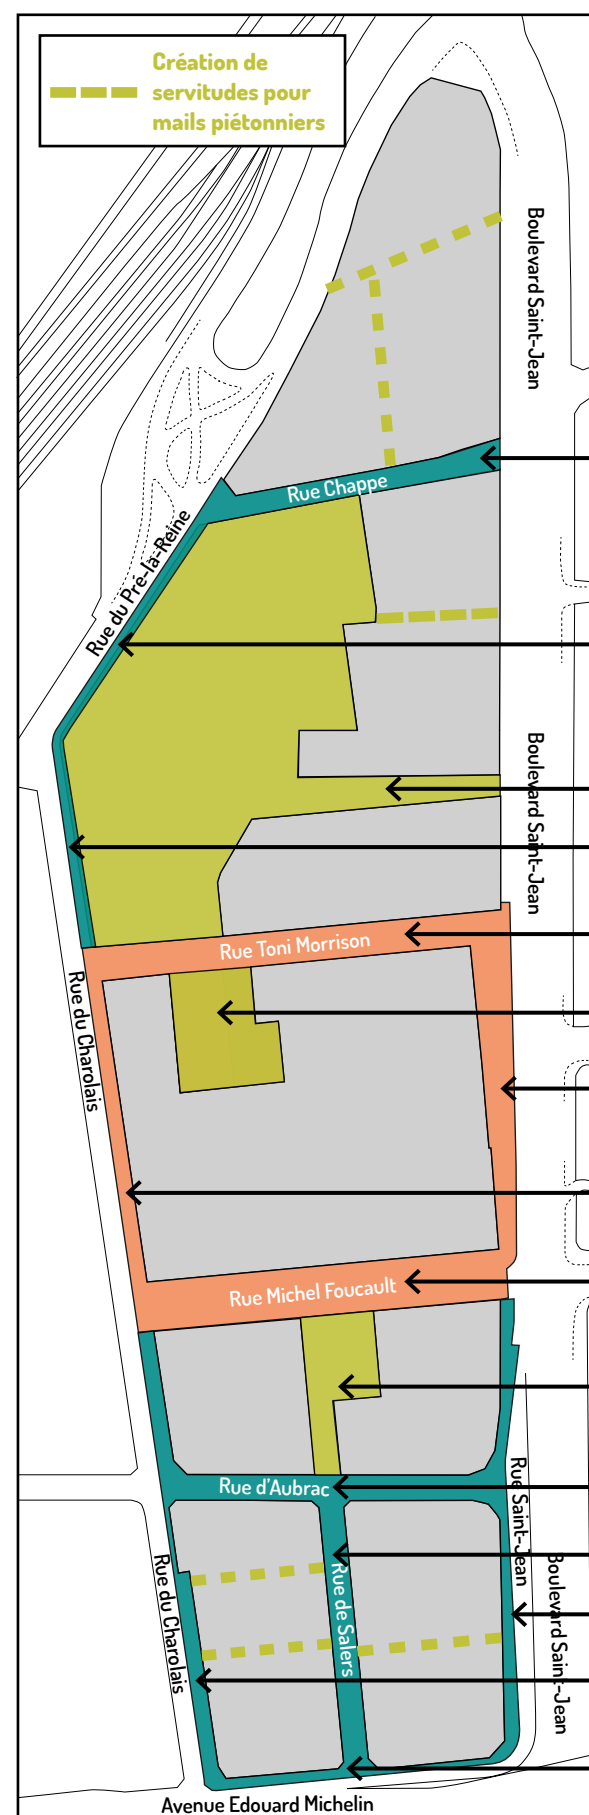 Création de
servitudes pour
mails piétonniers
Boulevard Saint-Jean
Rue Chappe
Rue du Pré-la-Reine
Boulevard Saint-Jean
Rue Toni Morrison
Rue du Charolais
Rue Michel Foucault
Rue d'Aubrac
Rue Saint-Jean
Rue de Salers
Rue du Charolais
Boulevard Saint-Jean
Avenue Edouard Michelin